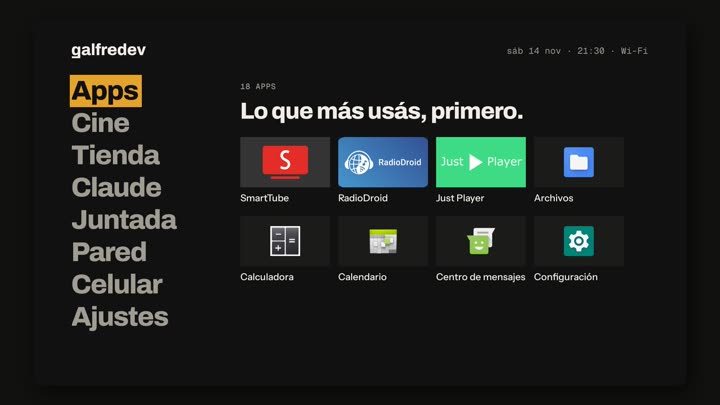 galfredev
sáb 14 nov · 21:30 · Wi-Fi
Apps
Cine
Tienda
Claude
Juntada
Pared
Celular
Ajustes
18 APPS
Lo que más usás, primero.
S
RadioDroid
Just Player
SmartTube
RadioDroid
Just Player
Archivos
Calculadora
Calendario
Centro de mensajes
Configuración